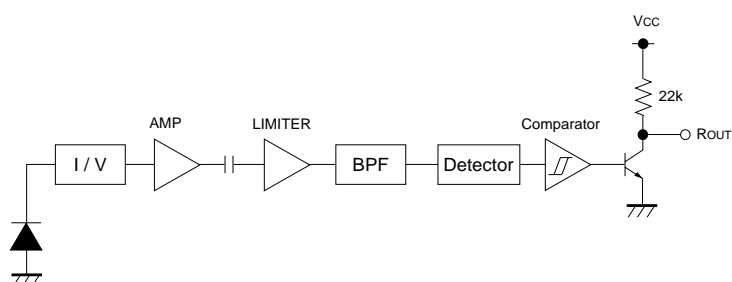 VCC
22k
AMP
LIMITER
Comparator
ROUT
I / V
BPF
Detector